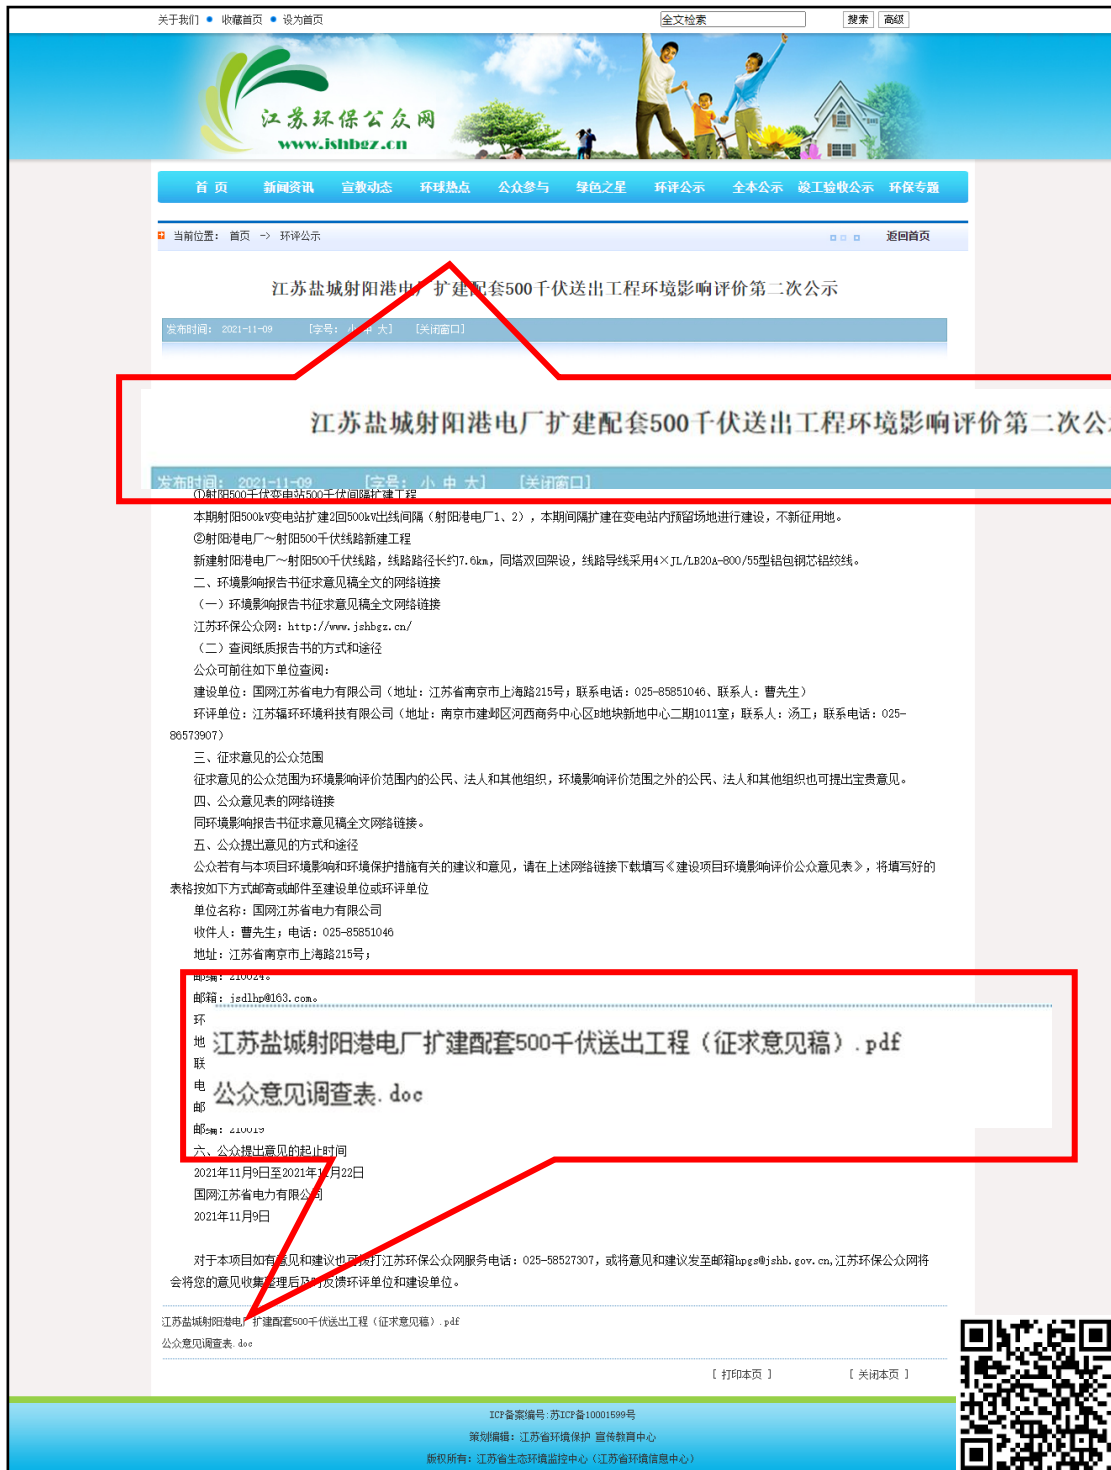 关于我们 • 收藏首页 • 设为首页 全文检索 搜索 高级
江苏环保公众网
www.jshbgz.cn
首 页 新闻资讯 宣教动态 环球热点 公众参与 绿色之星 环评公示 全本公示 竣工验收公示 环保专题
当前位置: 首页 -> 环评公示 返回首页
江苏盐城射阳港电厂扩建配套500千伏送出工程环境影响评价第二次公示
发布时间: 2021-11-09 [字号: 小 中 大] [关闭窗口]
江苏盐城射阳港电厂扩建配套500千伏送出工程环境影响评价第二次公
发布时间: 2021-11-09 [字号: 小 中 大] [关闭窗口]
①射阳500千伏变电站500千伏间隔扩建工程
本期射阳500kV变电站扩建2回500kV出线间隔(射阳港电厂1、2),本期间隔扩建在变电站内预留场地进行建设,不新征用地。
②射阳港电厂~射阳500千伏线路新建工程
新建射阳港电厂~射阳500千伏线路,线路路径长约7.6km,同塔双回架设,线路导线采用4×JL/LB20A-800/55型铝包钢芯铝绞线。
二、环境影响报告书征求意见稿全文的网络链接
(一)环境影响报告书征求意见稿全文网络链接
江苏环保公众网:http://www.jshbgz.cn/
(二)查阅纸质报告书的方式和途径
公众可前往如下单位查阅:
建设单位:国网江苏省电力有限公司(地址:江苏省南京市上海路215号;联系电话:025-85851046、联系人:曹先生)
环评单位:江苏辐环环境科技有限公司(地址:南京市建邺区河西商务中心区B地块新地中心二期1011室;联系人:汤工;联系电话:025-
86573907)
三、征求意见的公众范围
征求意见的公众范围为环境影响评价范围内的公民、法人和其他组织,环境影响评价范围之外的公民、法人和其他组织也可提出宝贵意见。
四、公众意见表的网络链接
同环境影响报告书征求意见稿全文网络链接。
五、公众提出意见的方式和途径
公众若有与本项目环境影响和环境保护措施有关的建议和意见,请在上述网络链接下载填写《建设项目环境影响评价公众意见表》,将填写好的
表格按如下方式邮寄或邮件至建设单位或环评单位
单位名称:国网江苏省电力有限公司
收件人:曹先生;电话:025-85851046
地址:江苏省南京市上海路215号;
邮编:210024。
邮箱:jsdlhp@163.com。
环
地
联
电
邮
江苏盐城射阳港电厂扩建配套500千伏送出工程(征求意见稿).pdf
公众意见调查表.doc
邮编:210019
六、公众提出意见的起止时间
2021年11月9日至2021年11月22日
国网江苏省电力有限公司
2021年11月9日
对于本项目如有意见和建议也可拨打江苏环保公众网服务电话:025-58527307,或将意见和建议发至邮箱hpgs@jshb.gov.cn,江苏环保公众网将
会将您的意见收集整理后及时反馈环评单位和建设单位。
江苏盐城射阳港电厂扩建配套500千伏送出工程(征求意见稿).pdf
公众意见调查表.doc
[ 打印本页 ] [ 关闭本页 ]
ICP备案编号:苏ICP备10001599号
策划编辑:江苏省环境保护 宣传教育中心
版权所有:江苏省生态环境监控中心(江苏省环境信息中心)